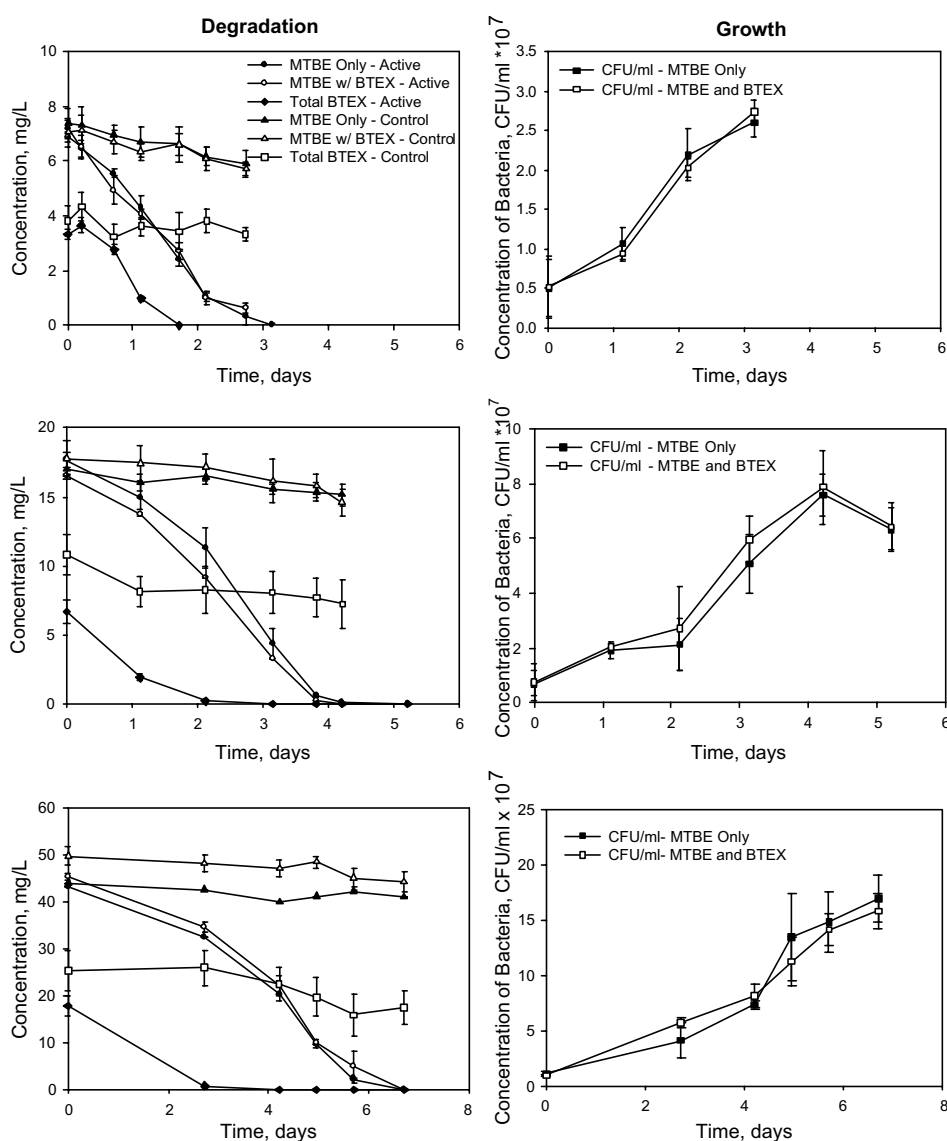 Degradation
Growth
Concentration, mg/L
10
8
6
4
2
0
MTBE Only - Active
MTBE w/ BTEX - Active
Total BTEX - Active
MTBE Only - Control
MTBE w/ BTEX - Control
Total BTEX - Control
0 1 2 3 4 5 6
Time, days
Concentration of Bacteria, CFU/ml *10^7
3.5
3.0
2.5
2.0
1.5
1.0
0.5
0.0
CFU/ml - MTBE Only
CFU/ml - MTBE and BTEX
0 1 2 3 4 5 6
Time, days
Concentration, mg/L
20
15
10
5
0
0 1 2 3 4 5 6
Time, days
Concentration of Bacteria, CFU/ml *10^7
10
8
6
4
2
0
CFU/ml - MTBE Only
CFU/ml - MTBE and BTEX
0 1 2 3 4 5 6
Time, days
Concentration, mg/L
60
50
40
30
20
10
0
0 2 4 6 8
Time, days
Concentration of Bacteria, CFU/ml x 10^7
25
20
15
10
5
0
CFU/ml- MTBE Only
CFU/ml- MTBE and BTEX
0 2 4 6 8
Time, days